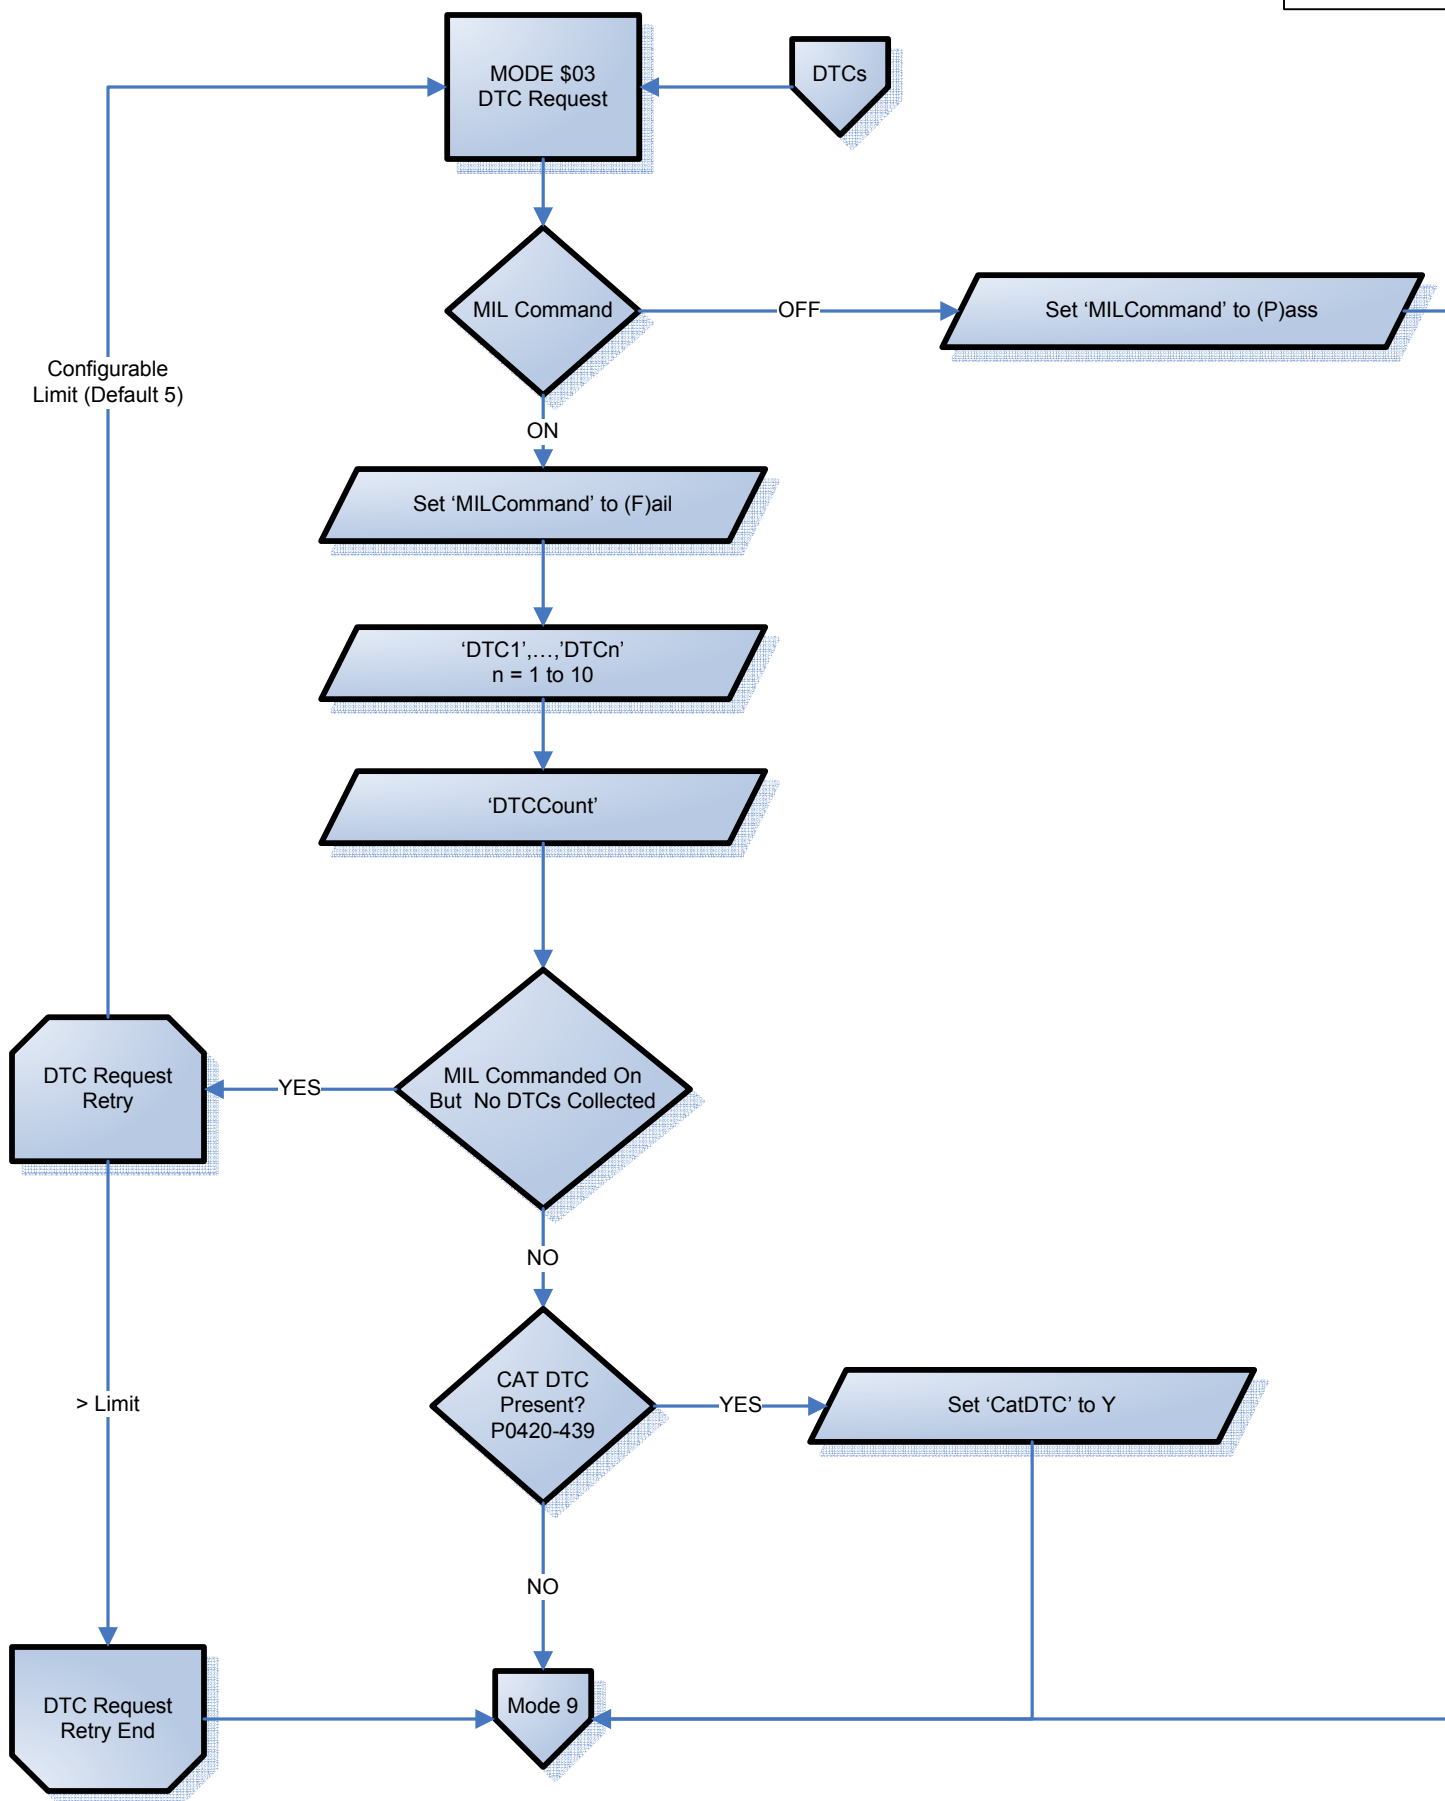 MODE $03
DTC Request
DTCs
MIL Command
OFF
Set ‘MILCommand’ to (P)ass
Configurable
Limit (Default 5)
ON
Set ‘MILCommand’ to (F)ail
‘DTC1’,…,’DTCn’
n = 1 to 10
‘DTCCount’
DTC Request
Retry
YES
MIL Commanded On
But No DTCs Collected
NO
> Limit
CAT DTC
Present?
P0420-439
YES
Set ‘CatDTC’ to Y
NO
DTC Request
Retry End
Mode 9